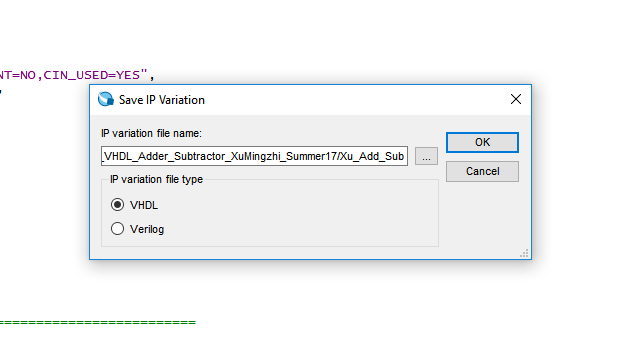 NT=NO,CIN_USED=YES",
,
Save IP Variation
IP variation file name:
OK
_VHDL_Adder_Subtractor_XuMingzhi_Summer17/Xu_Add_Sub
...
IP variation file type
Cancel
VHDL
Verilog
=========================